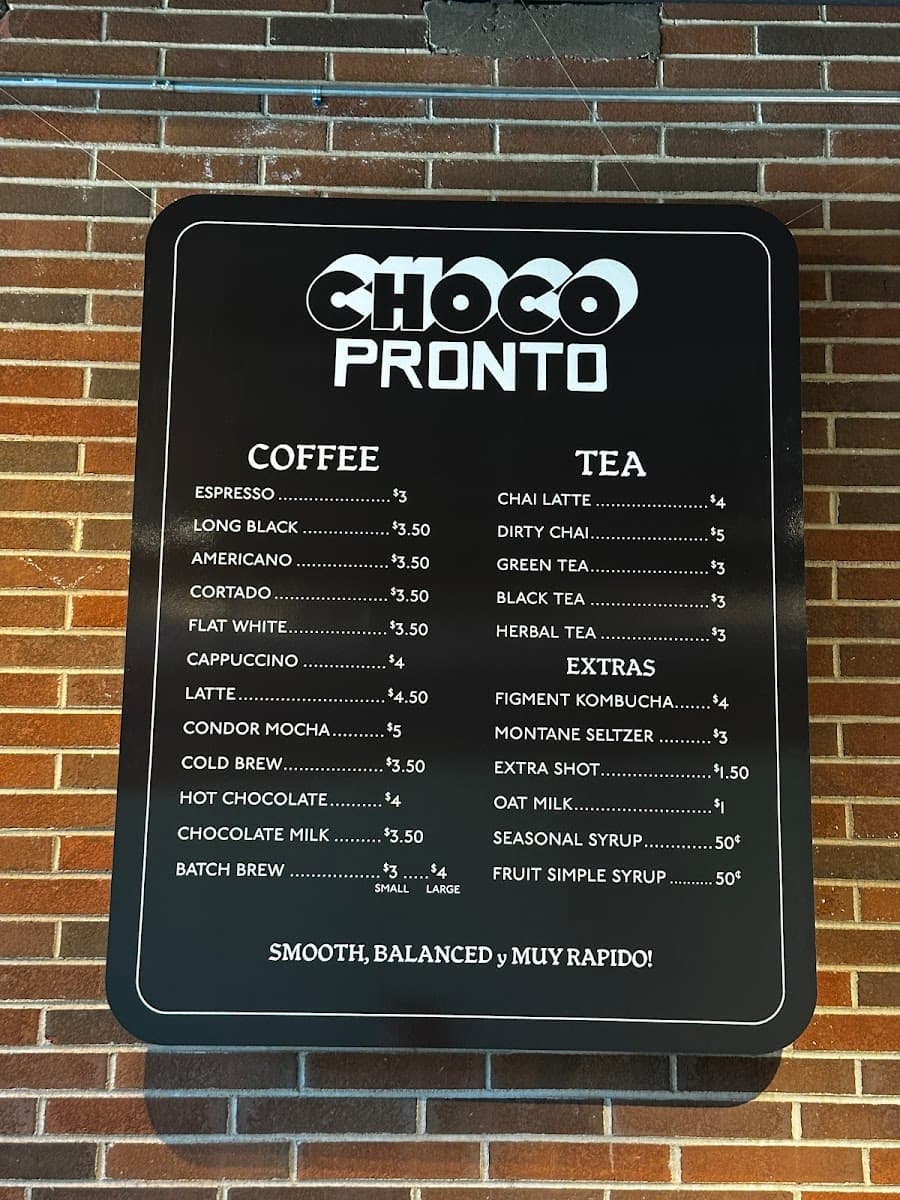 CHOCO
PRONTO
COFFEE
ESPRESSO ...................... $3
LONG BLACK ................. $3.50
AMERICANO .................. $3.50
CORTADO ...................... $3.50
FLAT WHITE................... $3.50
CAPPUCCINO ................ $4
LATTE............................. $4.50
CONDOR MOCHA.......... $5
COLD BREW.................... $3.50
HOT CHOCOLATE.......... $4
CHOCOLATE MILK ......... $3.50
BATCH BREW .................. $3 ..... $4
SMALL LARGE
TEA
CHAI LATTE ...................... $4
DIRTY CHAI....................... $5
GREEN TEA....................... $3
BLACK TEA ....................... $3
HERBAL TEA ..................... $3
EXTRAS
FIGMENT KOMBUCHA....... $4
MONTANE SELTZER .......... $3
EXTRA SHOT...................... $1.50
OAT MILK........................... $1
SEASONAL SYRUP............. 50¢
FRUIT SIMPLE SYRUP .......... 50¢
SMOOTH, BALANCED y MUY RAPIDO!